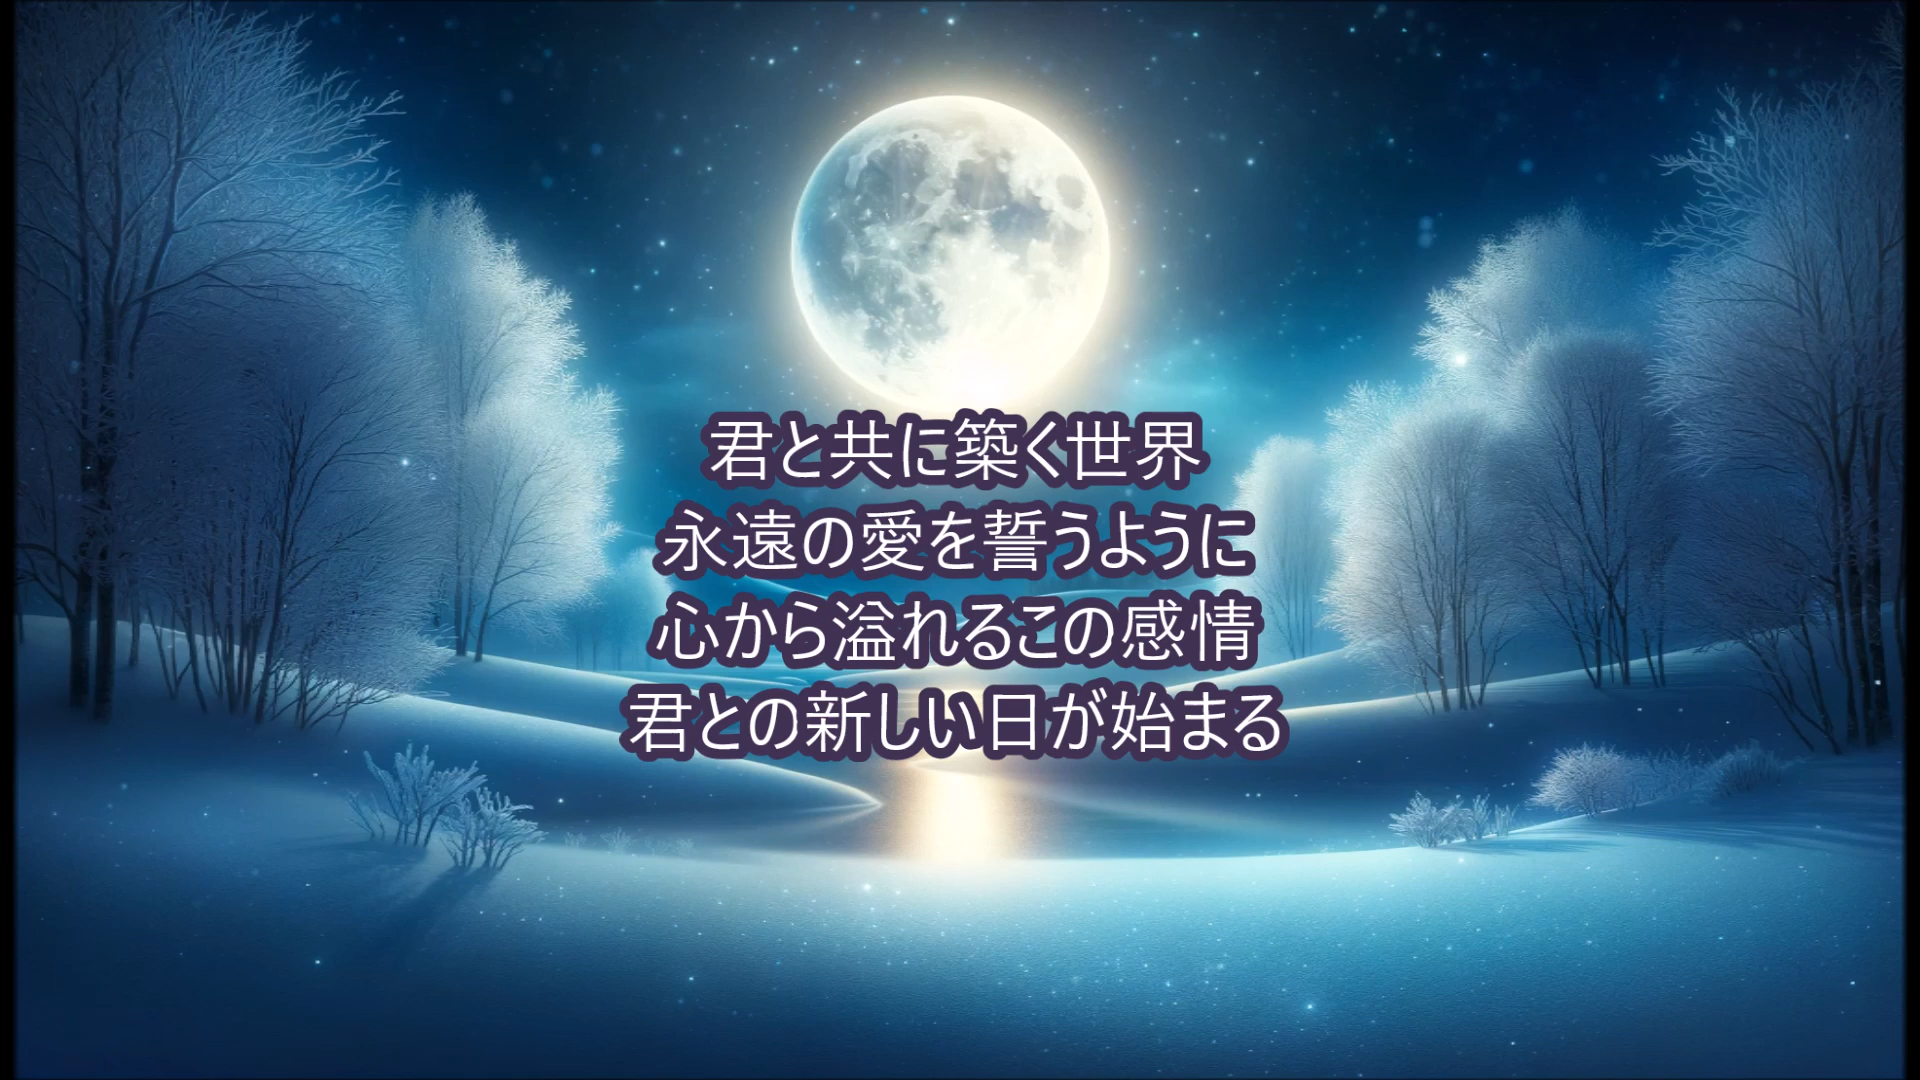 君と共に築く世界
永遠の愛を誓うように
心から溢れるこの感情
君との新しい日が始まる